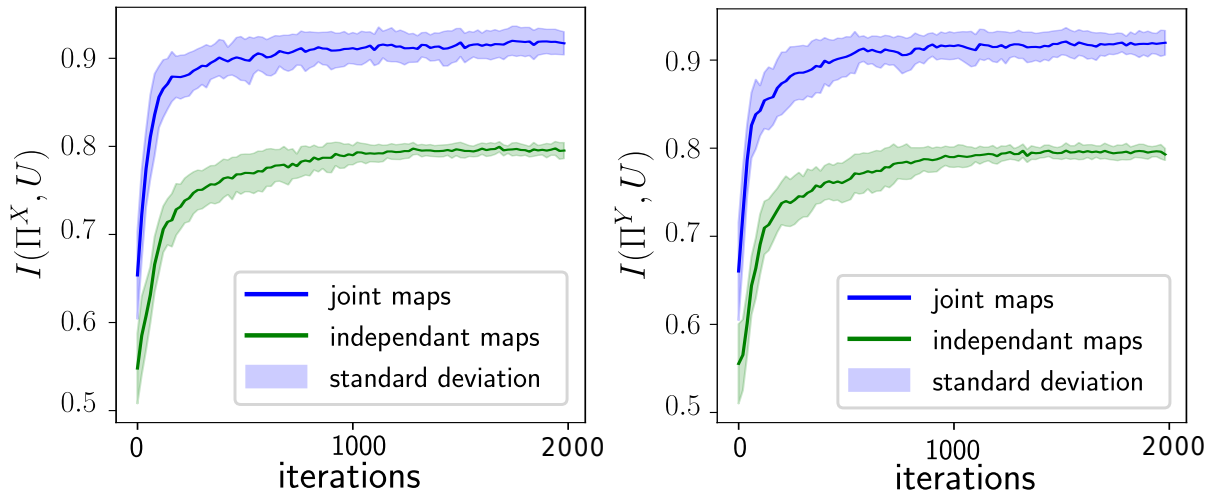 I(Π^X, U)
0.9
0.8
0.7
0.6
0.5
joint maps
independant maps
standard deviation
0 1000 2000
iterations
I(Π^Y, U)
0.9
0.8
0.7
0.6
0.5
joint maps
independant maps
standard deviation
0 1000 2000
iterations